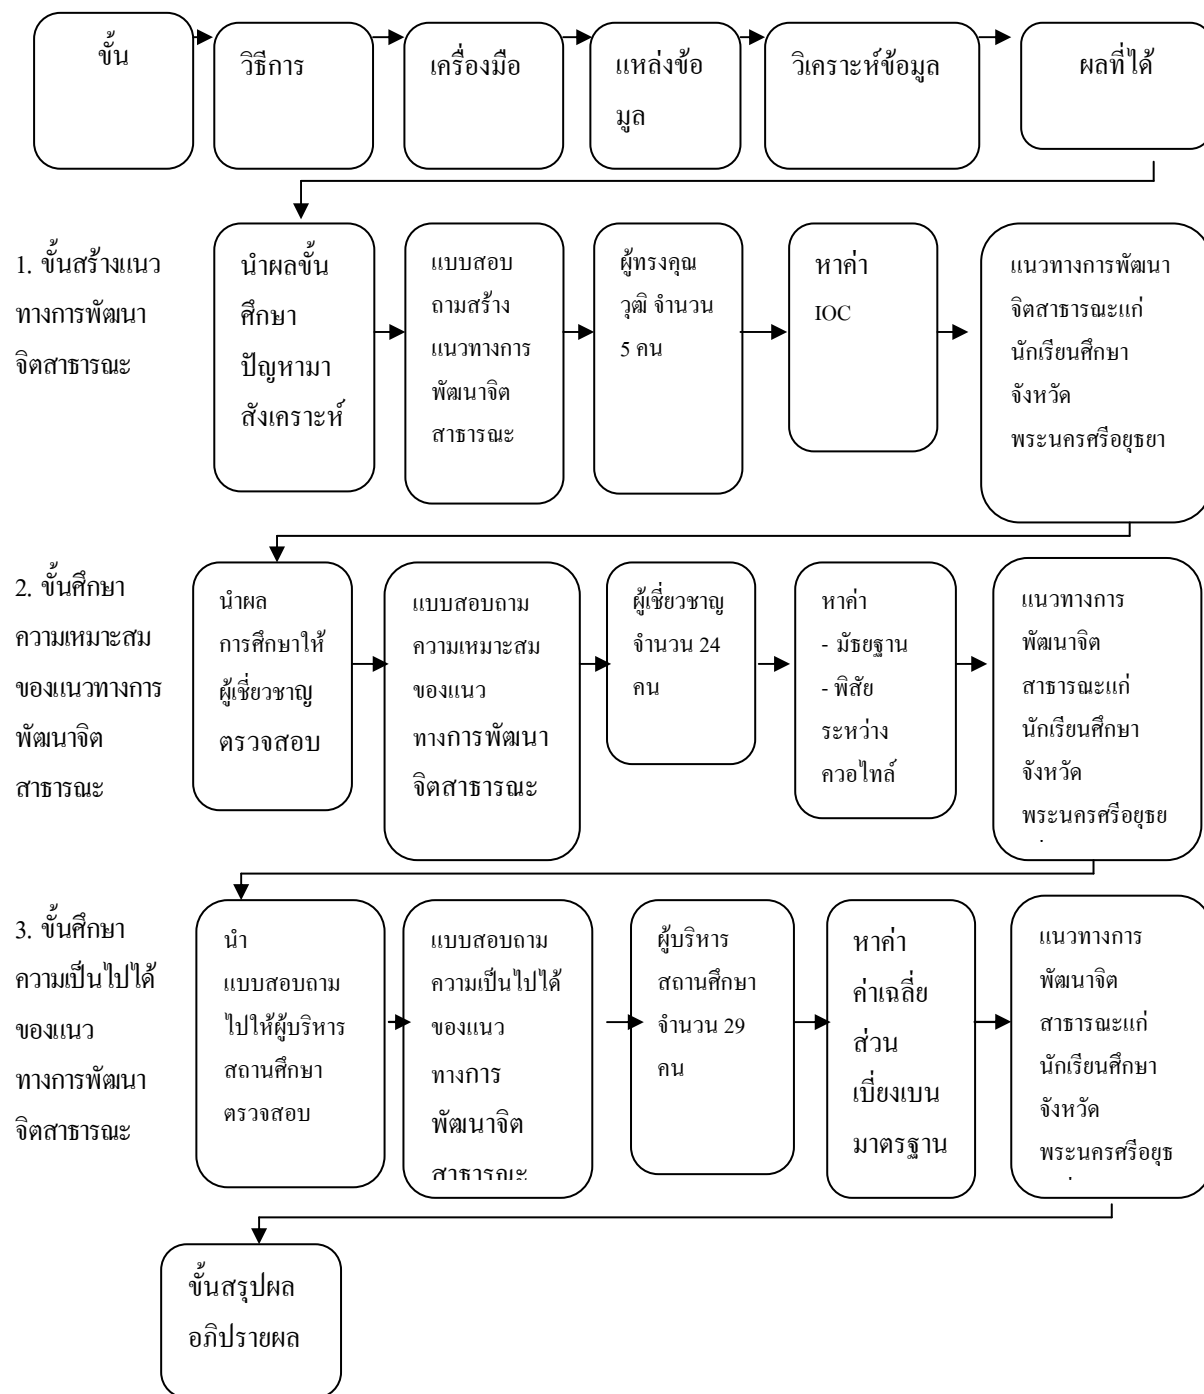 ขั้น
วิธีการ
เครื่องมือ
แหล่งข้อ
มูล
วิเคราะห์ข้อมูล
ผลที่ได้
1. ขั้นสร้างแนว
ทางการพัฒนา
จิตสาธารณะ
นำผลขั้น
ศึกษา
ปัญหามา
สังเคราะห์
แบบสอบ
ถามสร้าง
แนวทางการ
พัฒนาจิต
สาธารณะ
ผู้ทรงคุณ
วุฒิ จำนวน
5 คน
หาค่า
IOC
แนวทางการพัฒนา
จิตสาธารณะแก่
นักเรียนศึกษา
จังหวัด
พระนครศรีอยุธยา
2. ขั้นศึกษา
ความเหมาะสม
ของแนวทางการ
พัฒนาจิต
สาธารณะ
นำผล
การศึกษาให้
ผู้เชี่ยวชาญ
ตรวจสอบ
แบบสอบถาม
ความเหมาะสม
ของแนว
ทางการพัฒนา
จิตสาธารณะ
ผู้เชี่ยวชาญ
จำนวน 24
คน
หาค่า
- มัธยฐาน
- พิสัย
ระหว่าง
ควอไทล์
แนวทางการ
พัฒนาจิต
สาธารณะแก่
นักเรียนศึกษา
จังหวัด
พระนครศรีอยุธย
3. ขั้นศึกษา
ความเป็นไปได้
ของแนว
ทางการพัฒนา
จิตสาธารณะ
นำ
แบบสอบถาม
ไปให้ผู้บริหาร
สถานศึกษา
ตรวจสอบ
แบบสอบถาม
ความเป็นไปได้
ของแนว
ทางการ
พัฒนาจิต
สาธารณะ
ผู้บริหาร
สถานศึกษา
จำนวน 29
คน
หาค่า
ค่าเฉลี่ย
ส่วน
เบี่ยงเบน
มาตรฐาน
แนวทางการ
พัฒนาจิต
สาธารณะแก่
นักเรียนศึกษา
จังหวัด
พระนครศรีอยุธ
ขั้นสรุปผล
อภิปรายผล